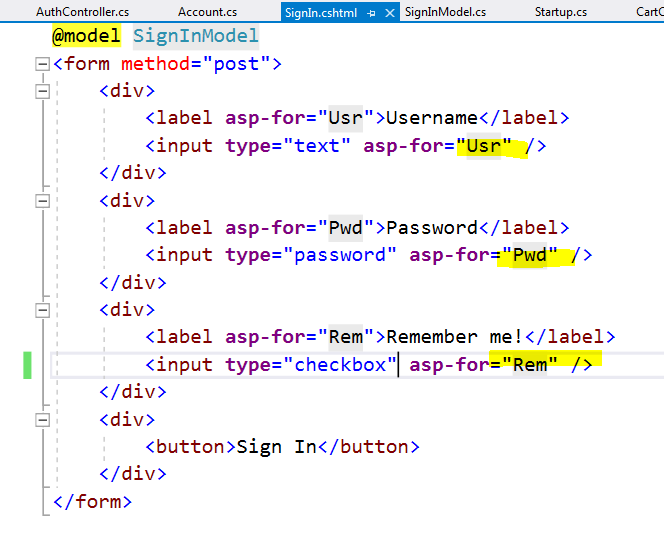 AuthController.cs Account.cs SignIn.cshtml SignInModel.cs Startup.cs CartC
@model SignInModel
<form method="post">
<div>
<label asp-for="Usr">Username</label>
<input type="text" asp-for="Usr" />
</div>
<div>
<label asp-for="Pwd">Password</label>
<input type="password" asp-for="Pwd" />
</div>
<div>
<label asp-for="Rem">Remember me!</label>
<input type="checkbox" asp-for="Rem" />
</div>
<div>
<button>Sign In</button>
</div>
</form>